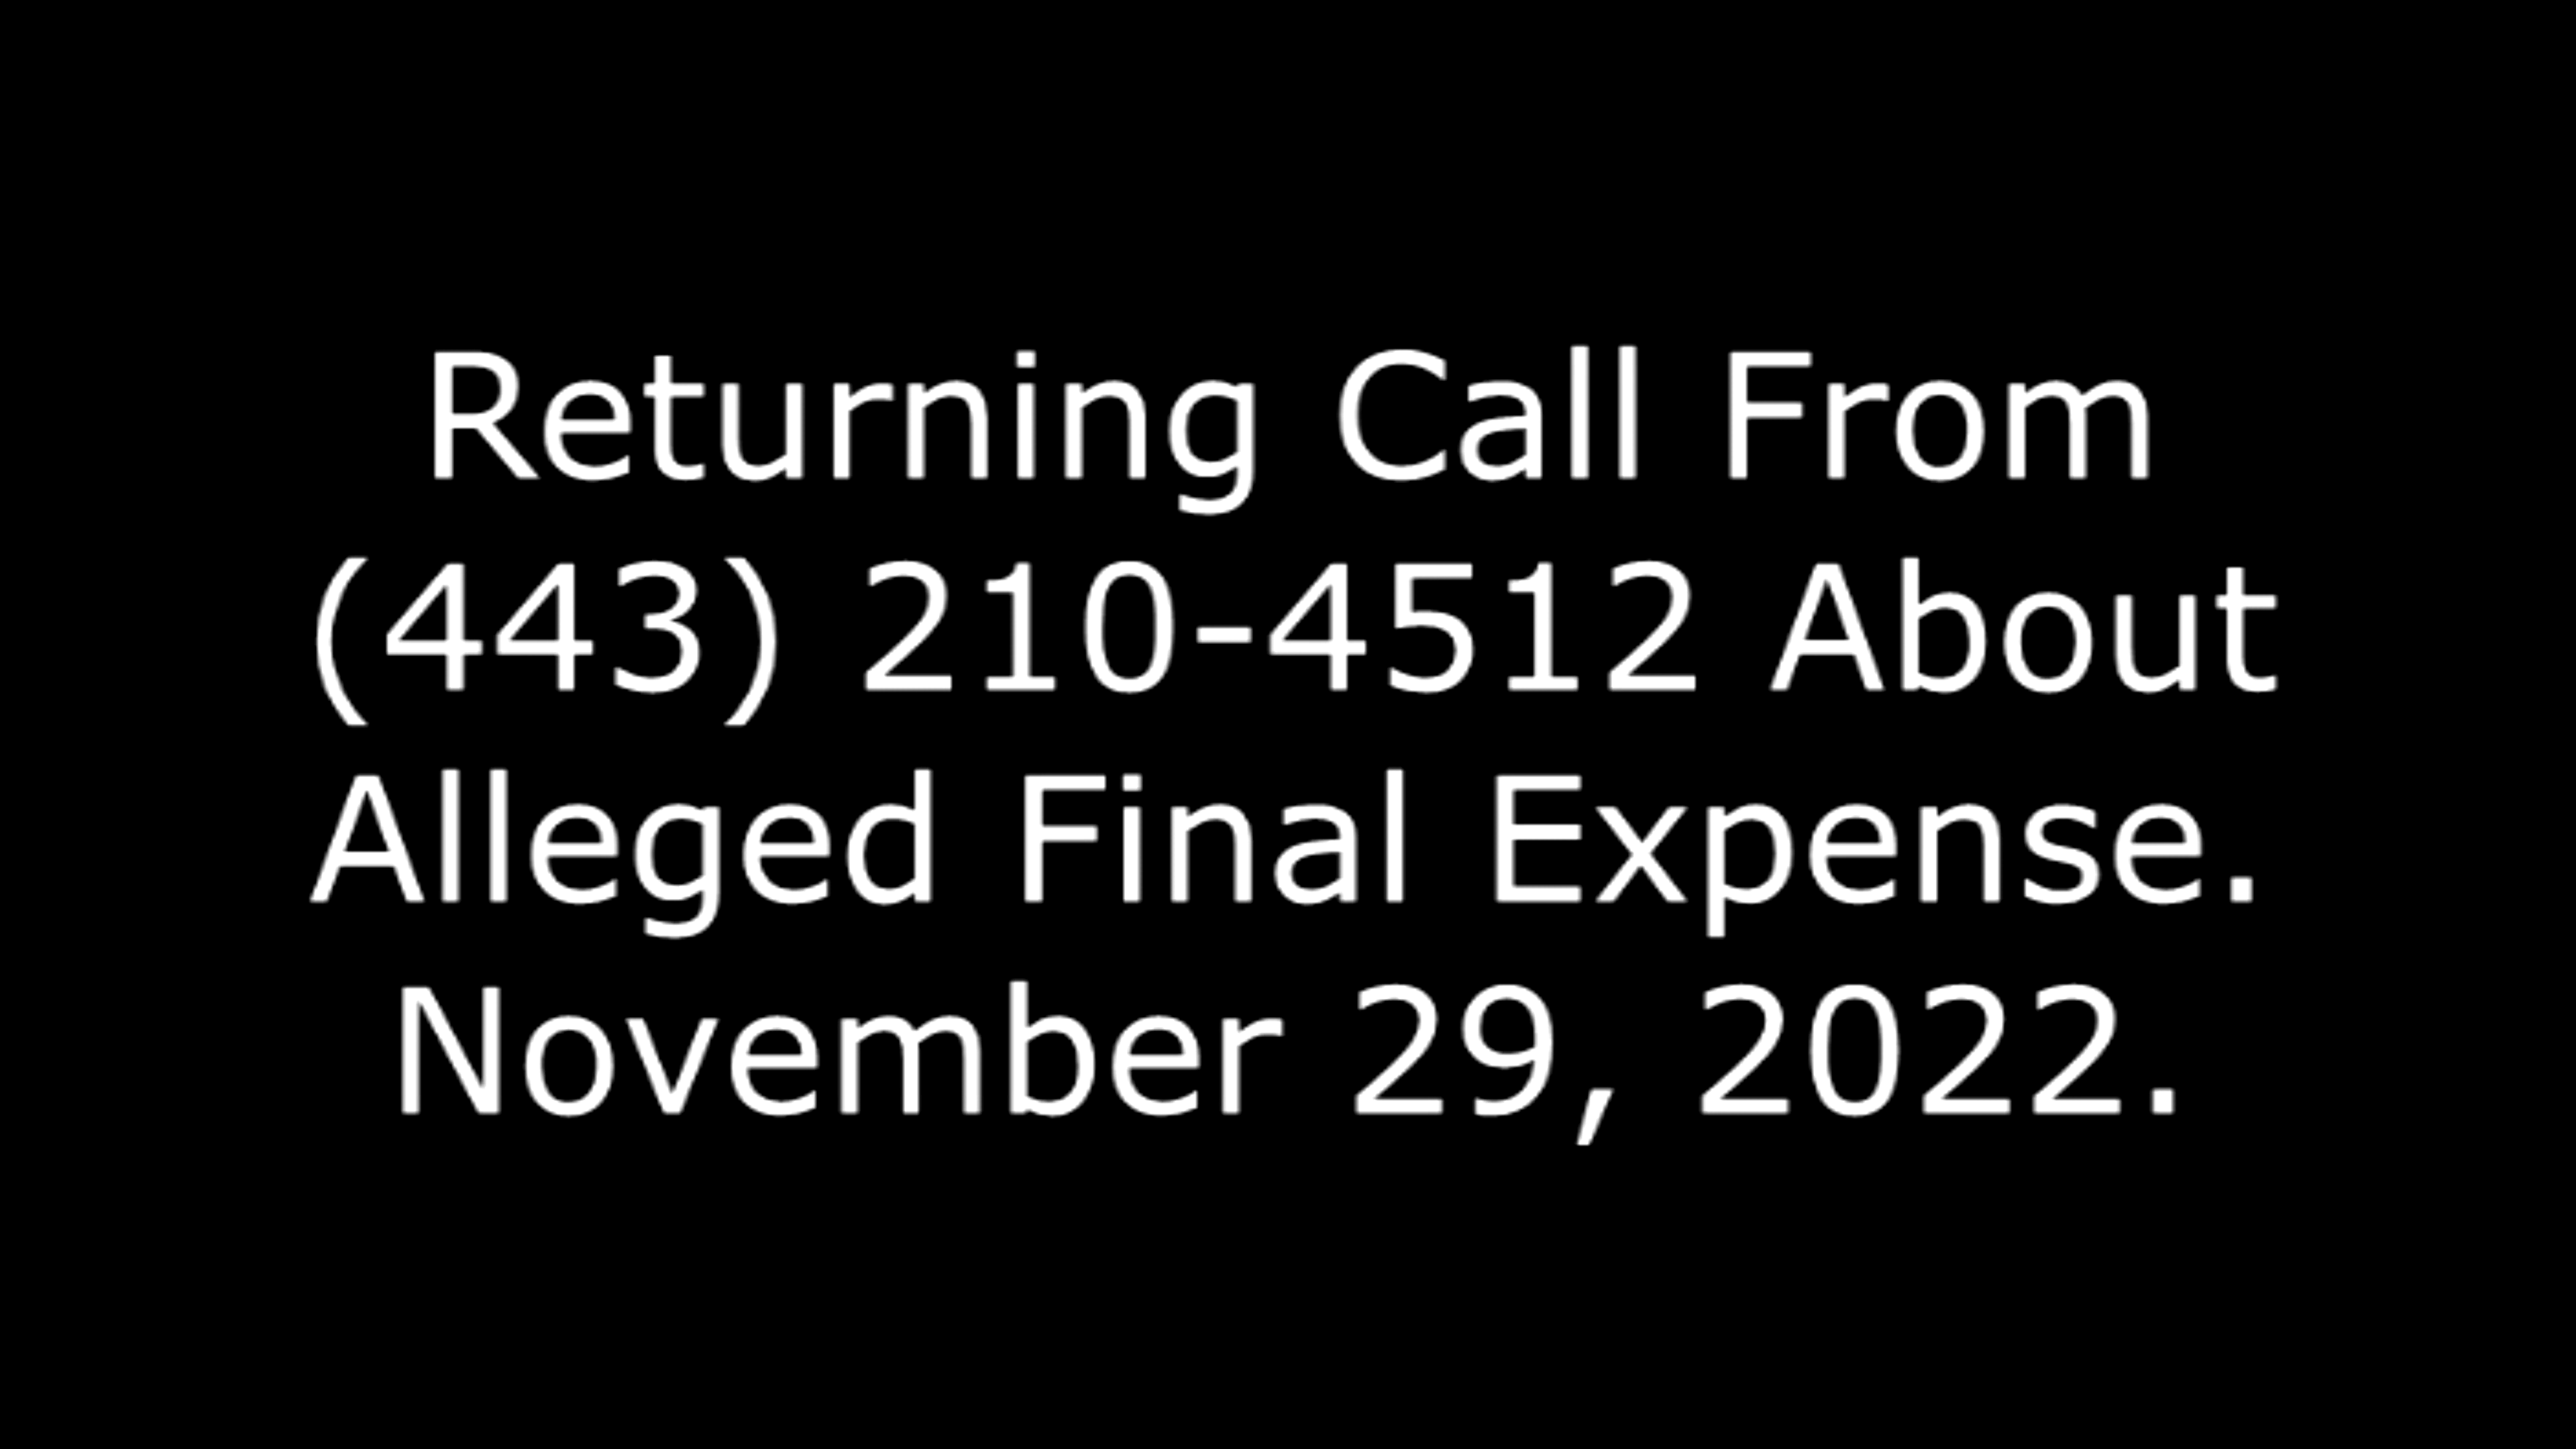 Returning Call From
(443) 210-4512 About
Alleged Final Expense.
November 29, 2022.